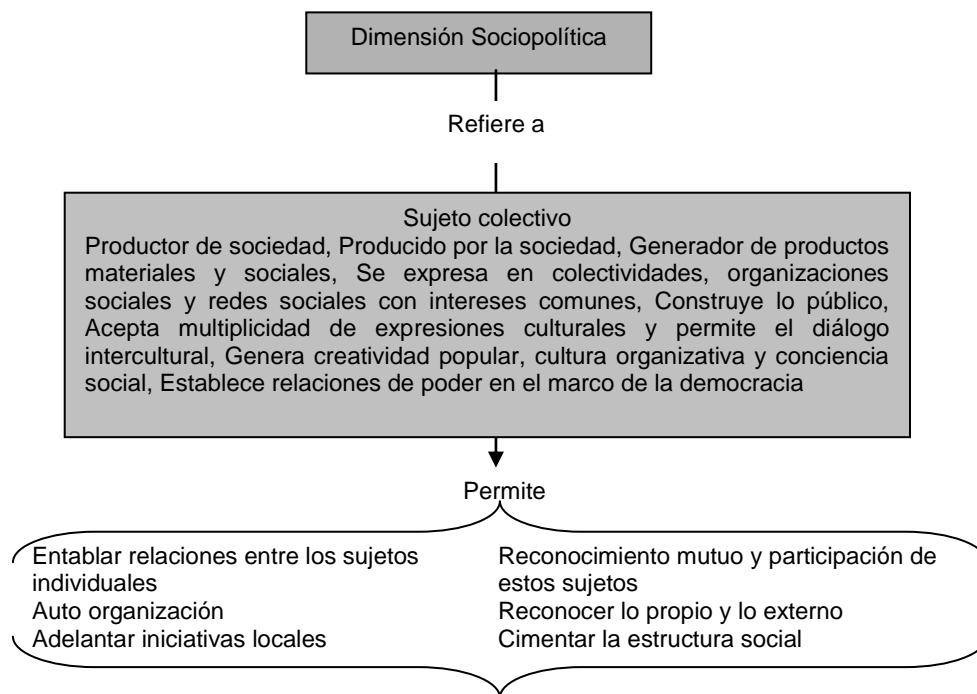 Dimensión Sociopolítica
Refiere a
Sujeto colectivo
Productor de sociedad, Producido por la sociedad, Generador de productos
materiales y sociales, Se expresa en colectividades, organizaciones
sociales y redes sociales con intereses comunes, Construye lo público,
Acepta multiplicidad de expresiones culturales y permite el diálogo
intercultural, Genera creatividad popular, cultura organizativa y conciencia
social, Establece relaciones de poder en el marco de la democracia
Permite
Entablar relaciones entre los sujetos
individuales
Auto organización
Adelantar iniciativas locales
Reconocimiento mutuo y participación de
estos sujetos
Reconocer lo propio y lo externo
Cimentar la estructura social